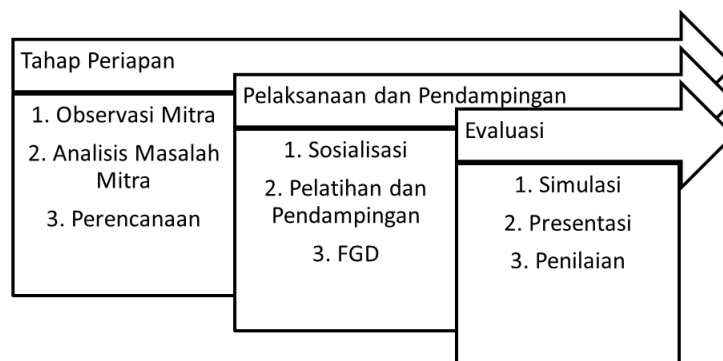 Tahap Periapan
1. Observasi Mitra
2. Analisis Masalah
Mitra
3. Perencanaan
Pelaksanaan dan Pendampingan
1. Sosialisasi
2. Pelatihan dan
Pendampingan
3. FGD
Evaluasi
1. Simulasi
2. Presentasi
3. Penilaian